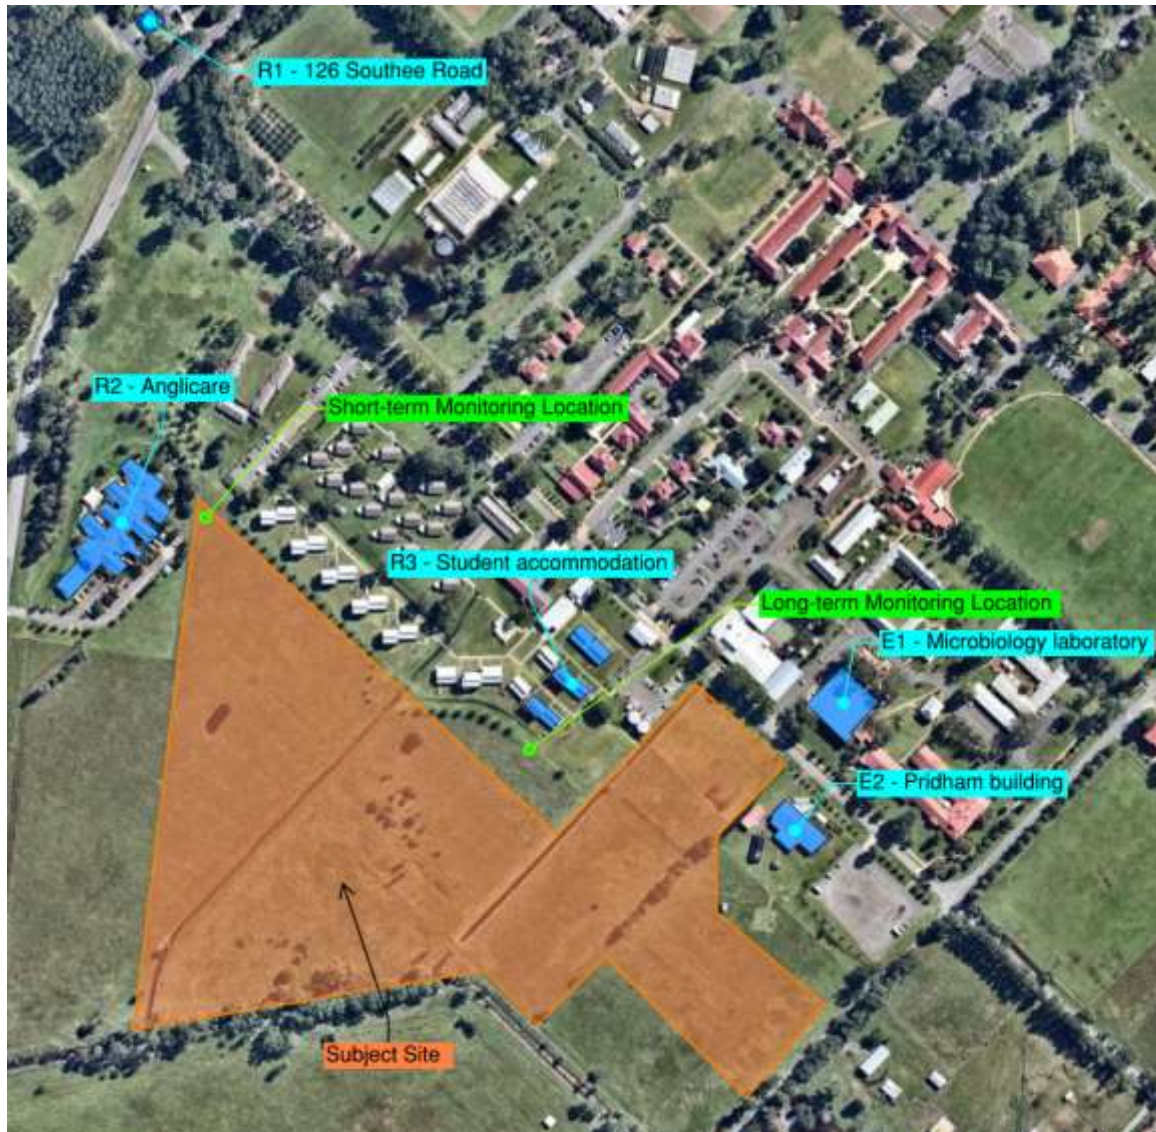 R1 - 126 Southee Road
R2 - Anglicare
Short-term Monitoring Location
R3 - Student accommodation
Long-term Monitoring Location
E1 - Microbiology laboratory
E2 - Pridham building
Subject Site